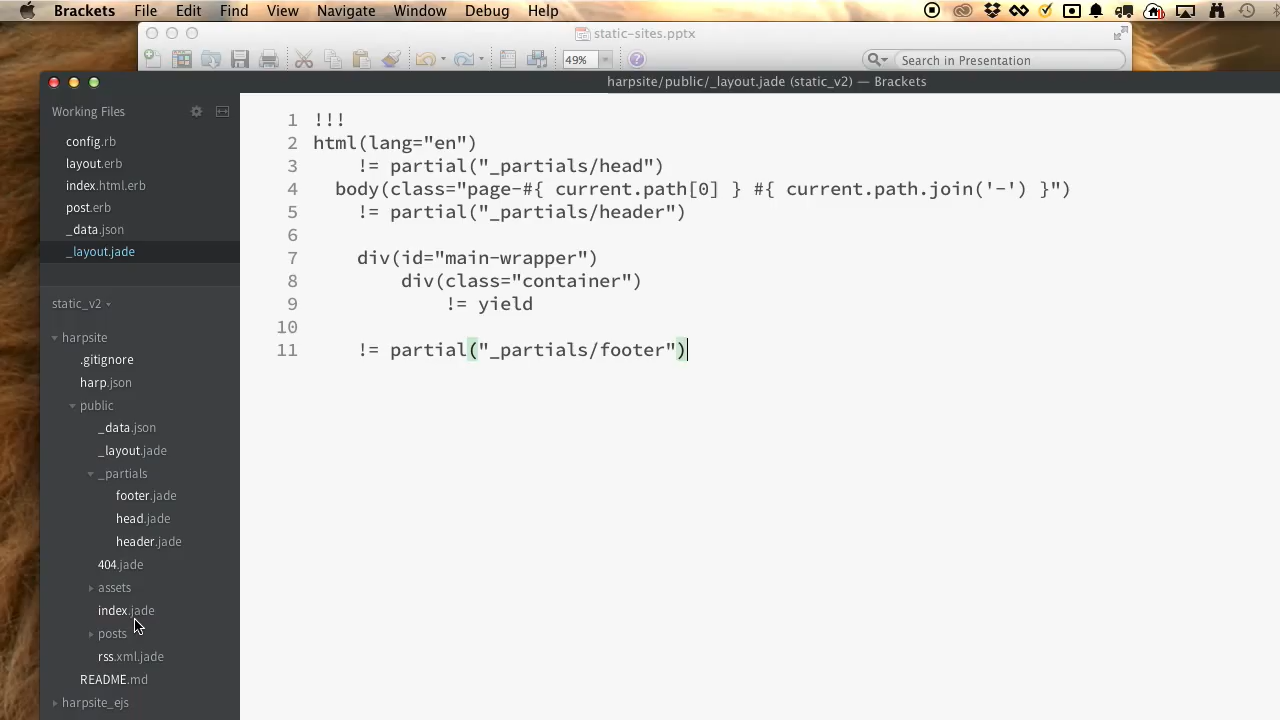 Brackets File Edit Find View Navigate Window Debug Help
static-sites.pptx
49%
Search in Presentation
harpsite/public/_layout.jade (static_v2) — Brackets
Working Files
config.rb
layout.erb
index.html.erb
post.erb
_data.json
_layout.jade
static_v2
harpsite
.gitignore
harp.json
public
_data.json
_layout.jade
_partials
footer.jade
head.jade
header.jade
404.jade
assets
index.jade
posts
rss.xml.jade
README.md
harpsite_ejs
1 !!!
2 html(lang="en")
3 != partial("_partials/head")
4 body(class="page-#{ current.path[0] } #{ current.path.join('-') }")
5 != partial("_partials/header")
6
7 div(id="main-wrapper")
8 div(class="container")
9 != yield
10
11 != partial("_partials/footer")